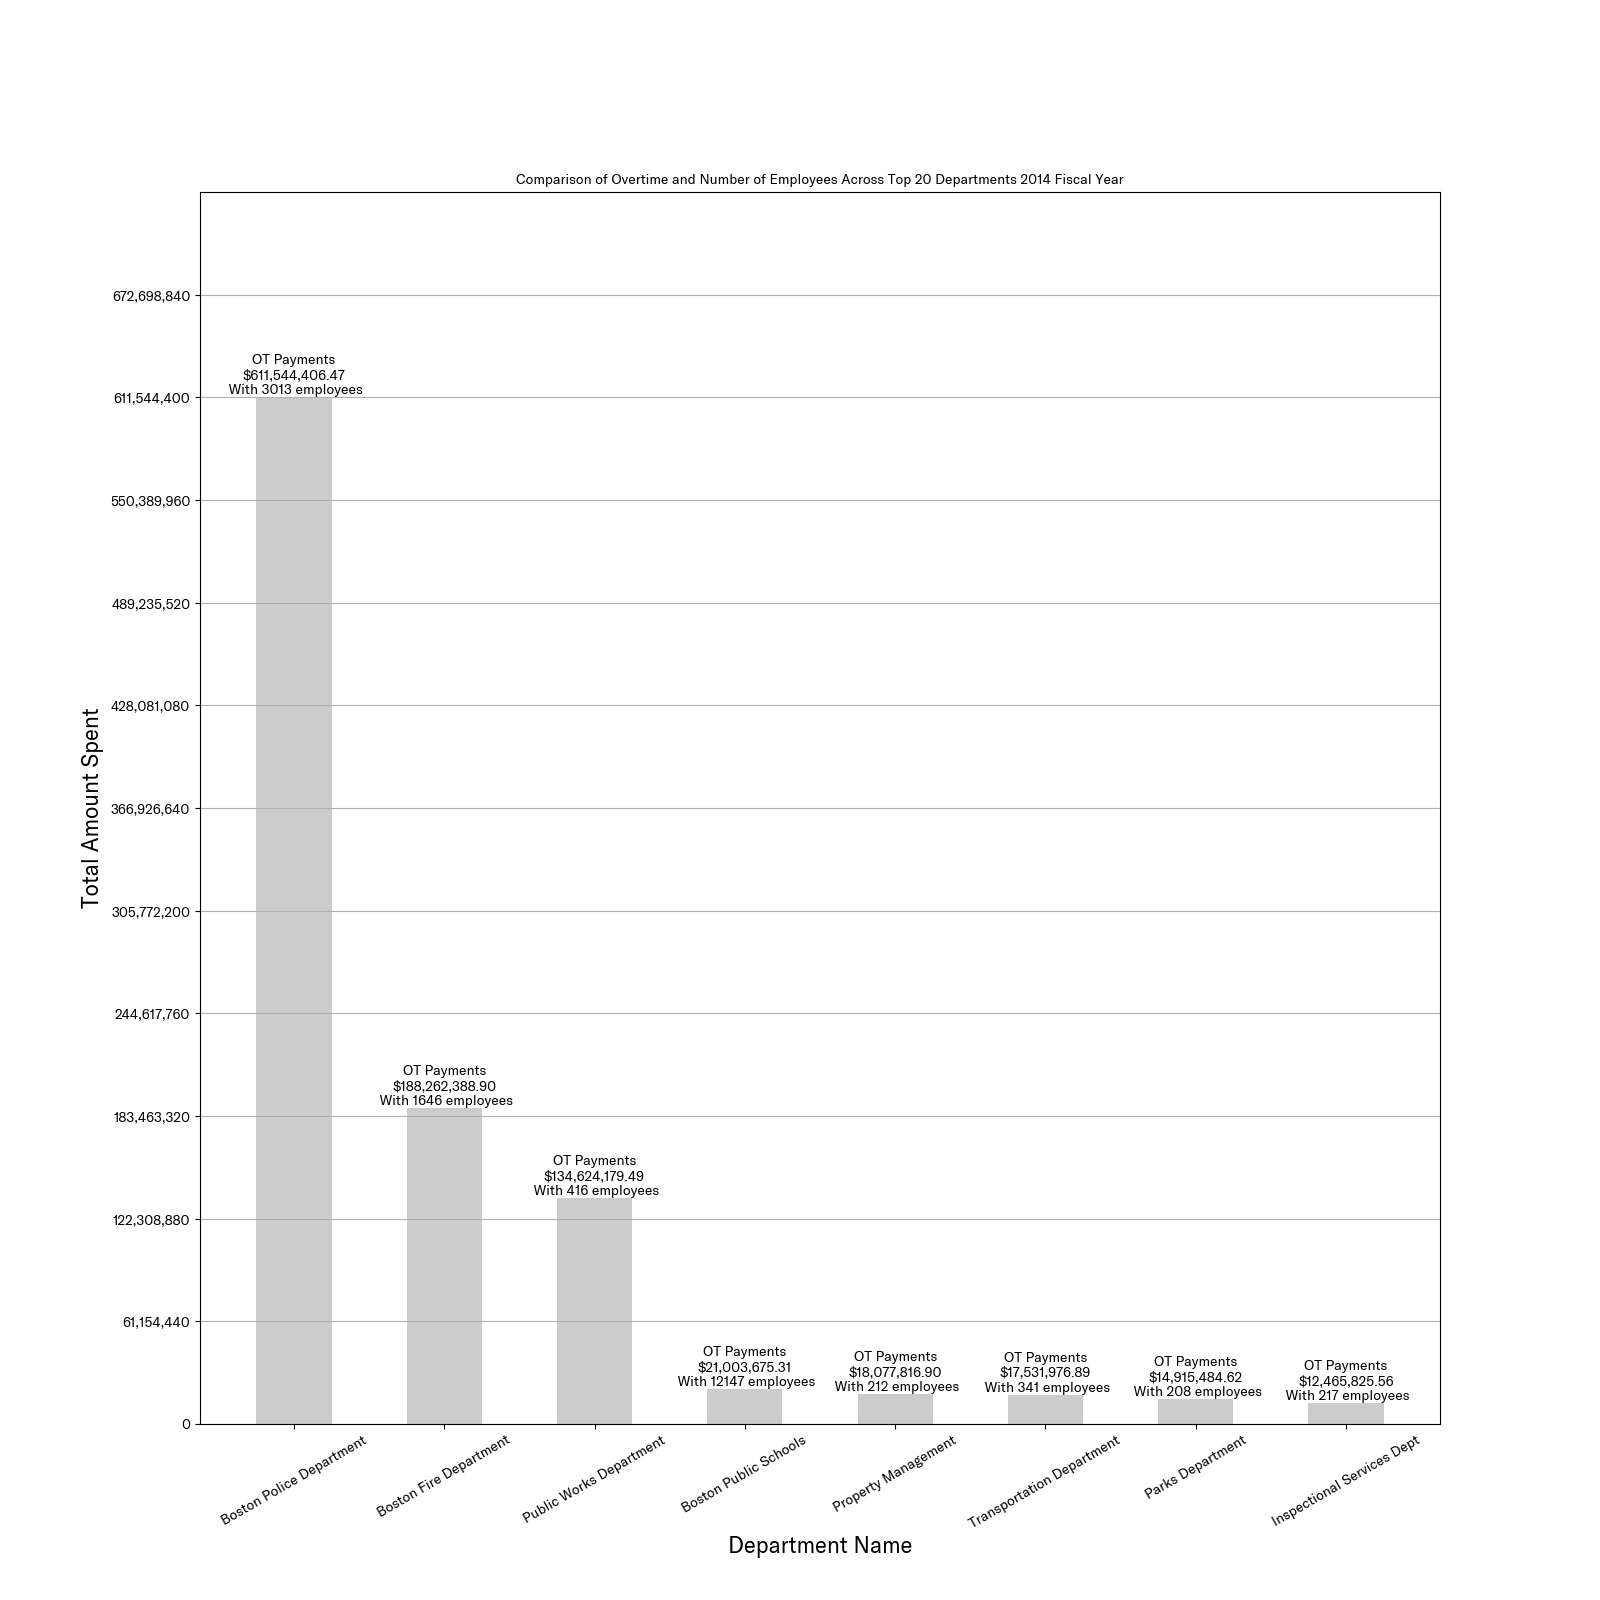 Comparison of Overtime and Number of Employees Across Top 20 Departments 2014 Fiscal Year
Total Amount Spent
672,698,840
611,544,400
550,389,960
489,235,520
428,081,080
366,926,640
305,772,200
244,617,760
183,463,320
122,308,880
61,154,440
0
OT Payments
$611,544,406.47
With 3013 employees
OT Payments
$188,262,388.90
With 1646 employees
OT Payments
$134,624,179.49
With 416 employees
OT Payments
$21,003,675.31
With 12147 employees
OT Payments
$18,077,816.90
With 212 employees
OT Payments
$17,531,976.89
With 341 employees
OT Payments
$14,915,484.62
With 208 employees
OT Payments
$12,465,825.56
With 217 employees
Boston Police Department
Boston Fire Department
Public Works Department
Boston Public Schools
Property Management
Transportation Department
Parks Department
Inspectional Services Dept
Department Name